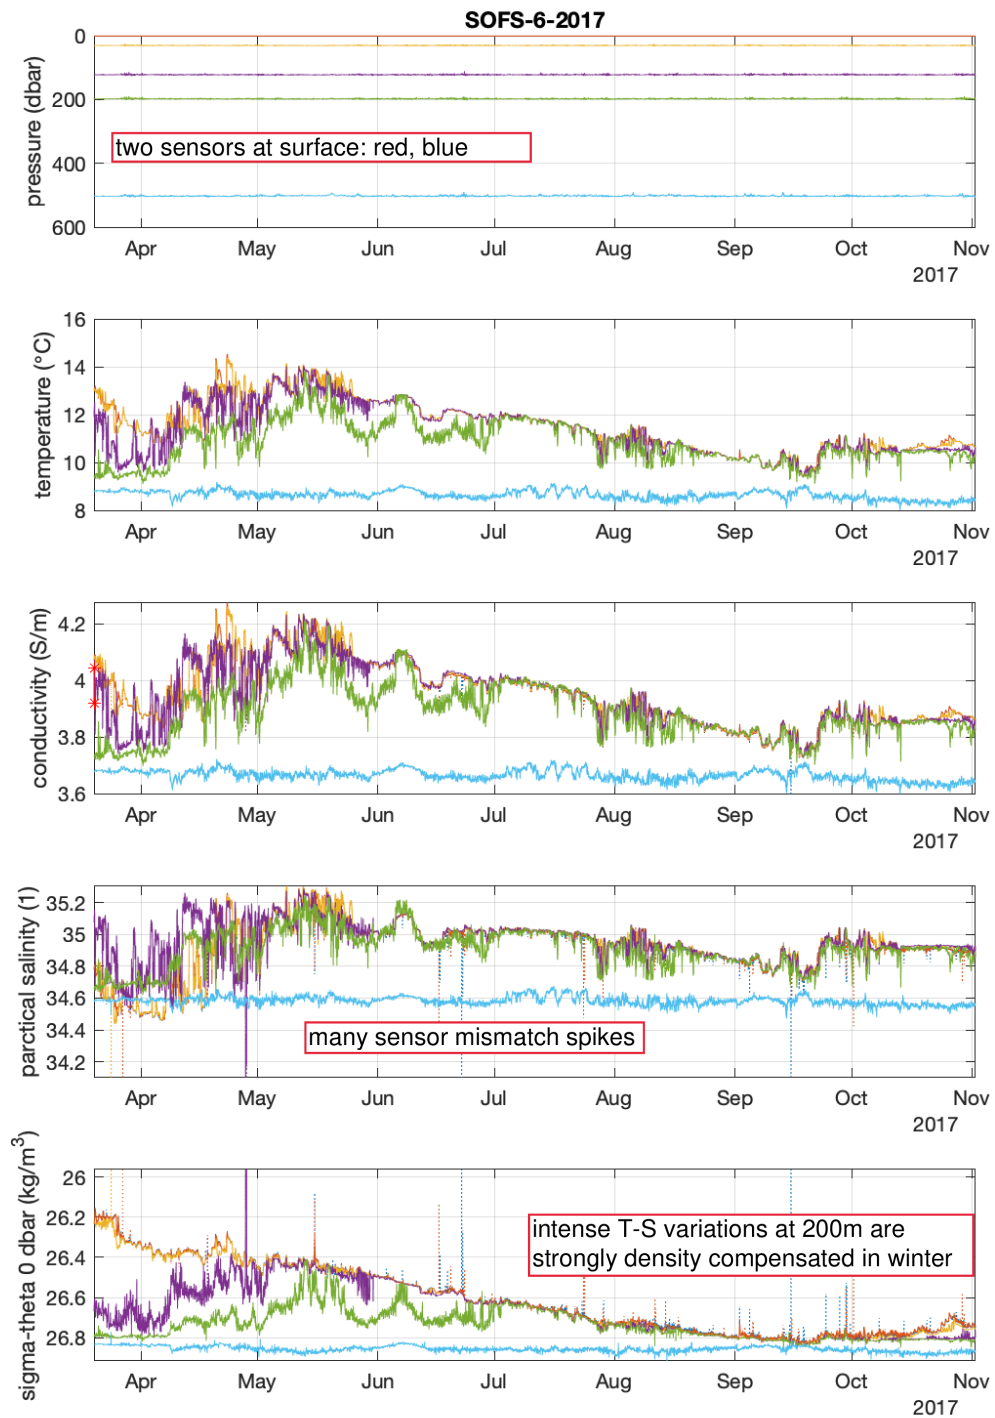 SOFS-6-2017
0
200
400
600
pressure (dbar)
two sensors at surface: red, blue
Apr May Jun Jul Aug Sep Oct Nov
2017
16
14
12
10
8
temperature (°C)
Apr May Jun Jul Aug Sep Oct Nov
2017
4.2
4
3.8
3.6
conductivity (S/m)
Apr May Jun Jul Aug Sep Oct Nov
2017
35.2
35
34.8
34.6
34.4
34.2
parctical salinity (1)
many sensor mismatch spikes
Apr May Jun Jul Aug Sep Oct Nov
2017
26
26.2
26.4
26.6
26.8
sigma-theta 0 dbar (kg/m³)
intense T-S variations at 200m are
strongly density compensated in winter
Apr May Jun Jul Aug Sep Oct Nov
2017